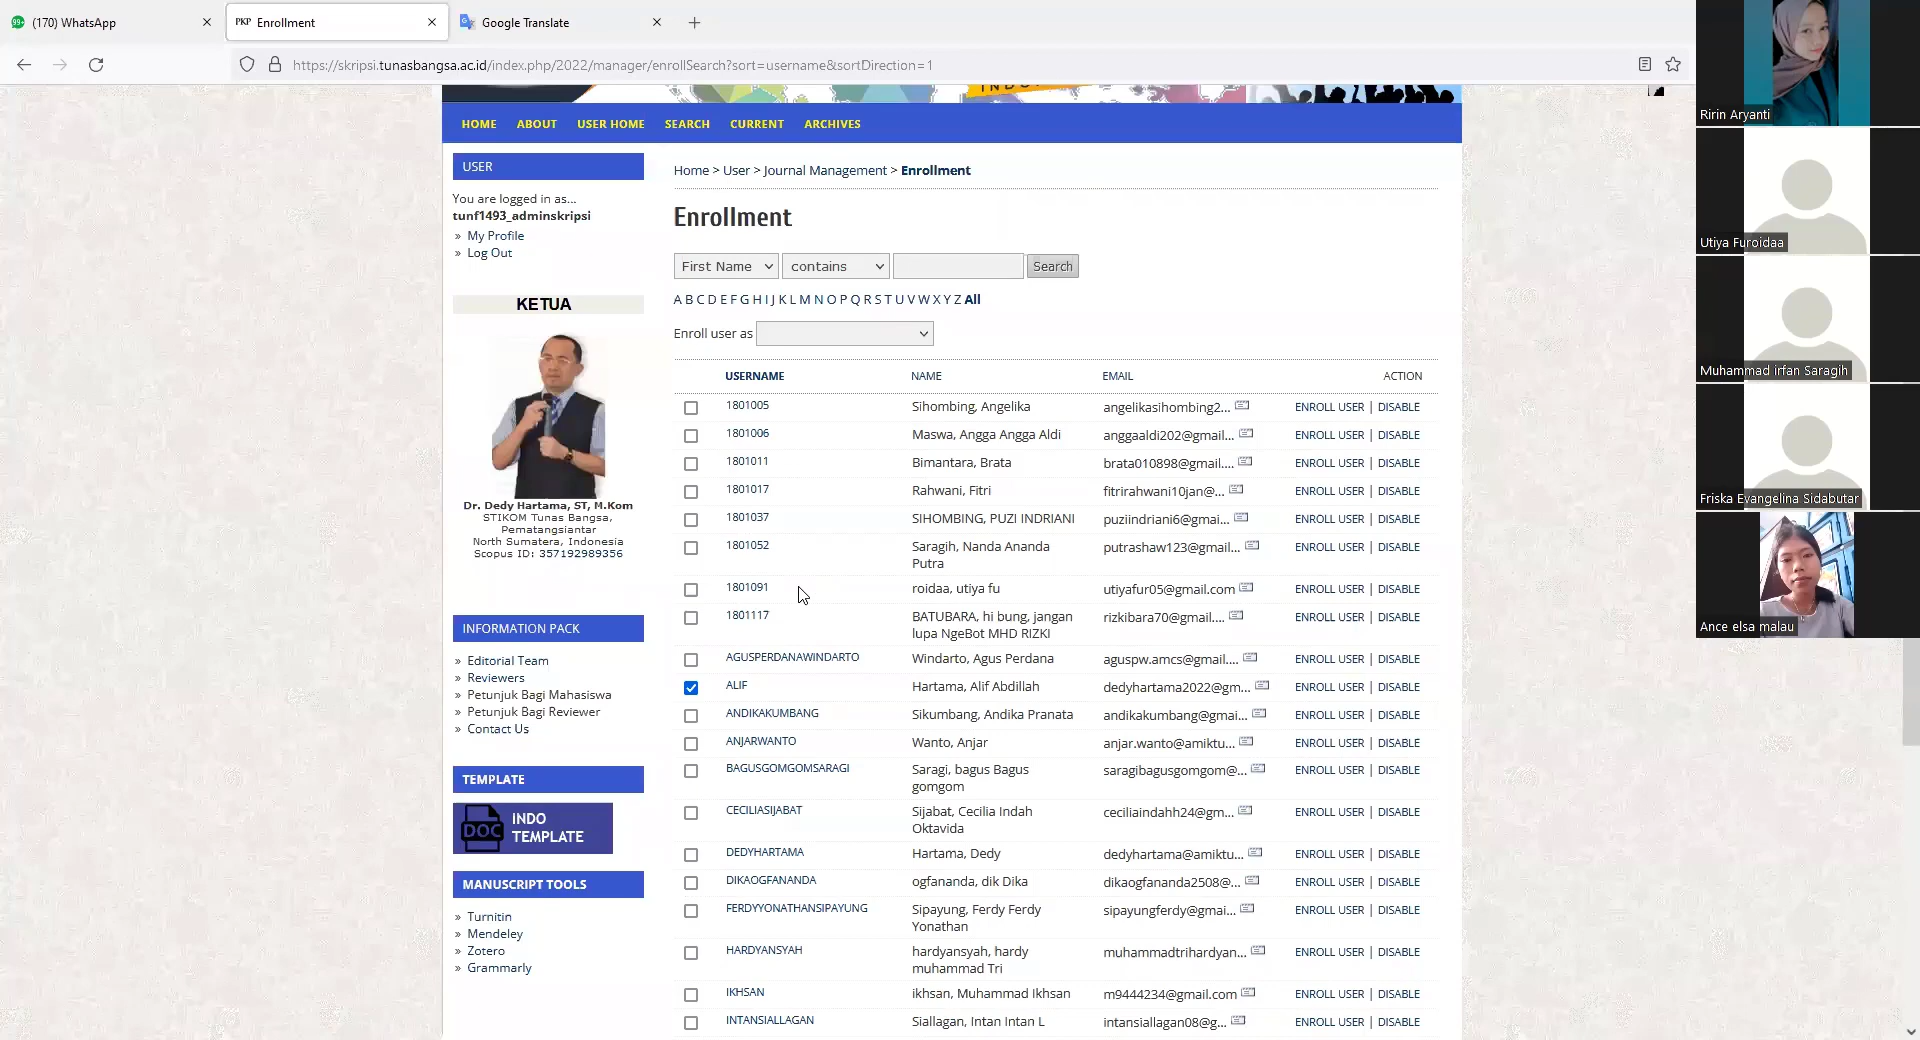 (170) WhatsApp
PKP Enrollment
Google Translate
https://skripsi.tunasbangsa.ac.id/index.php/2022/manager/enrollSearch?sort=username&sortDirection=1
HOME ABOUT USER HOME SEARCH CURRENT ARCHIVES
USER
You are logged in as...
tunf1493_adminskripsi
» My Profile
» Log Out
KETUA
Dr. Dedy Hartama, ST, M.Kom
STIKOM Tunas Bangsa,
Pematangsiantar
North Sumatera, Indonesia
Scopus ID: 357192989356
INFORMATION PACK
» Editorial Team
» Reviewers
» Petunjuk Bagi Mahasiswa
» Petunjuk Bagi Reviewer
» Contact Us
TEMPLATE
DOC INDO
TEMPLATE
MANUSCRIPT TOOLS
» Turnitin
» Mendeley
» Zotero
» Grammarly
Home > User > Journal Management > Enrollment
Enrollment
First Name contains Search
A B C D E F G H I J K L M N O P Q R S T U V W X Y Z All
Enroll user as
USERNAME NAME EMAIL ACTION
1801005 Sihombing, Angelika angelikasihombing2... ENROLL USER | DISABLE
1801006 Maswa, Angga Angga Aldi anggaaldi202@gmail... ENROLL USER | DISABLE
1801011 Bimantara, Brata brata010898@gmail.... ENROLL USER | DISABLE
1801017 Rahwani, Fitri fitrirahwani10jan@... ENROLL USER | DISABLE
1801037 SIHOMBING, PUZI INDRIANI puziindriani6@gmai... ENROLL USER | DISABLE
1801052 Saragih, Nanda Ananda putrashaw123@gmail... ENROLL USER | DISABLE
Putra
1801091 roidaa, utiya fu utiyafur05@gmail.com ENROLL USER | DISABLE
1801117 BATUBARA, hi bung, jangan rizkibara70@gmail.... ENROLL USER | DISABLE
lupa NgeBot MHD RIZKI
AGUSPERDANAWINDARTO Windarto, Agus Perdana aguspw.amcs@gmail.... ENROLL USER | DISABLE
ALIF Hartama, Alif Abdillah dedyhartama2022@gm... ENROLL USER | DISABLE
ANDIKAKUMBANG Sikumbang, Andika Pranata andikakumbang@gmai... ENROLL USER | DISABLE
ANJARWANTO Wanto, Anjar anjar.wanto@amiktu... ENROLL USER | DISABLE
BAGUSGOMGOMSARAGI Saragi, bagus Bagus saragibagusgomgom@... ENROLL USER | DISABLE
gomgom
CECILIASIJABAT Sijabat, Cecilia Indah ceciliaindahh24@gm... ENROLL USER | DISABLE
Oktavida
DEDYHARTAMA Hartama, Dedy dedyhartama@amiktu... ENROLL USER | DISABLE
DIKAOGFANANDA ogfananda, dik Dika dikaogfananda2508@... ENROLL USER | DISABLE
FERDYYONATHANSIPAYUNG Sipayung, Ferdy Ferdy sipayungferdy@gmai... ENROLL USER | DISABLE
Yonathan
HARDYANSYAH hardyansyah, hardy muhammadtrihardyan... ENROLL USER | DISABLE
muhammad Tri
IKHSAN ikhsan, Muhammad Ikhsan m9444234@gmail.com ENROLL USER | DISABLE
INTANSIALLAGAN Siallagan, Intan Intan L intansiallagan08@g... ENROLL USER | DISABLE
Ririn Aryanti
Utiya Furoidaa
Muhammad irfan Saragih
Friska Evangelina Sidabutar
Ance elsa malau